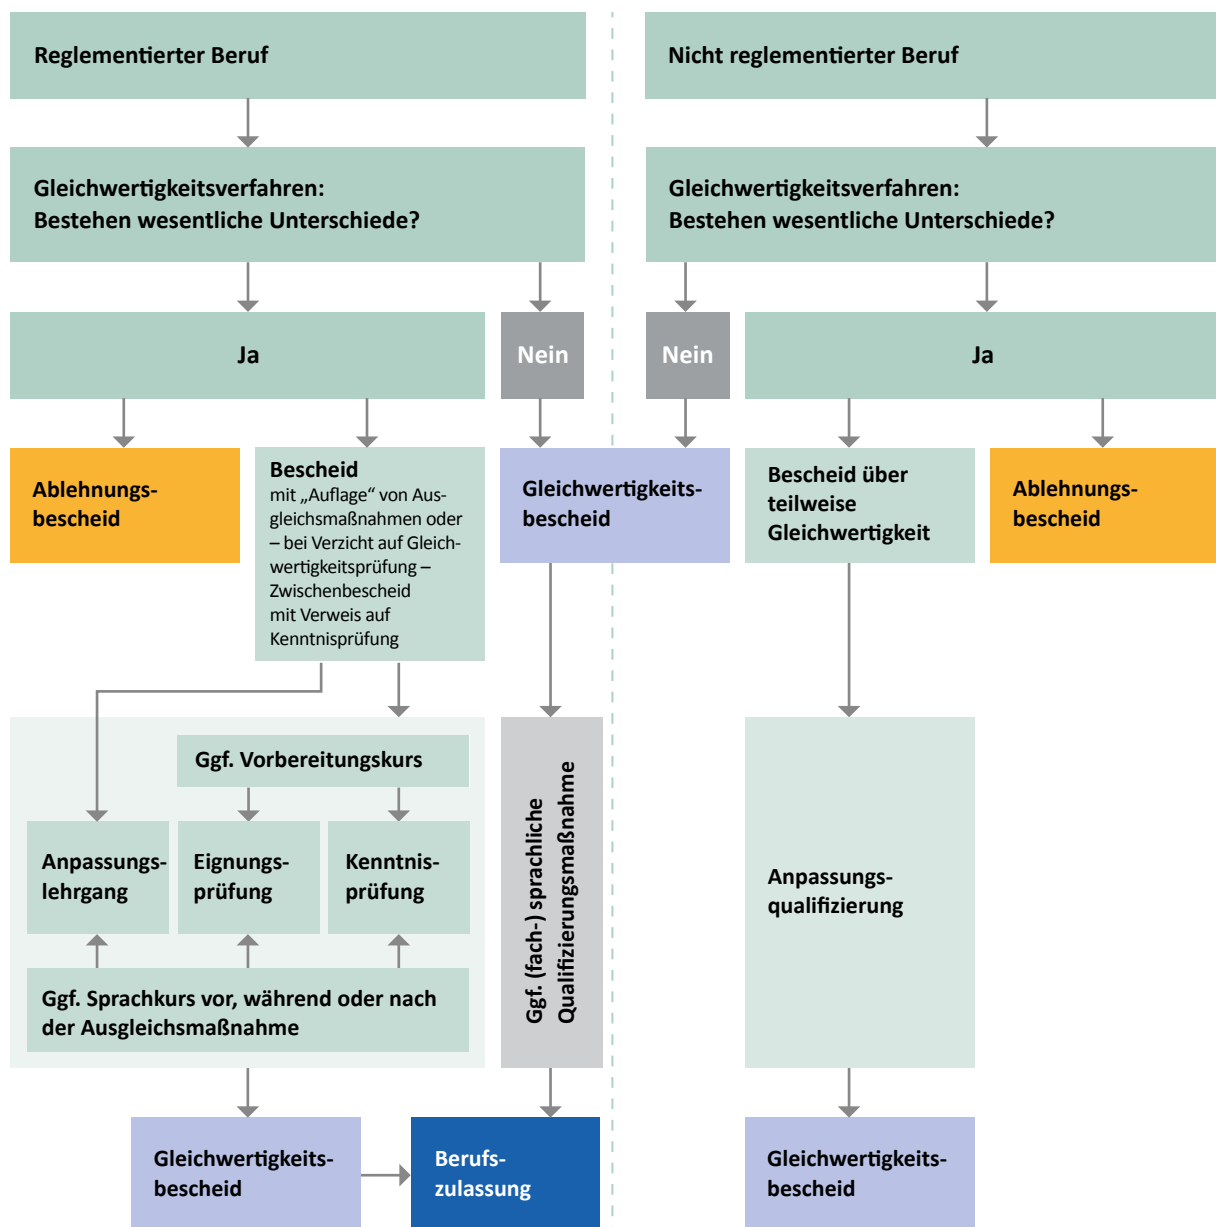 Reglementierter Beruf
Gleichwertigkeitsverfahren:
Bestehen wesentliche Unterschiede?
Ja
Nein
Ablehnungs-
bescheid
Bescheid
mit „Auflage“ von Aus-
gleichsmaßnahmen oder
– bei Verzicht auf Gleich-
wertigkeitsprüfung –
Zwischenbescheid
mit Verweis auf
Kenntnisprüfung
Ggf. Vorbereitungskurs
Anpassungs-
lehrgang
Eignungs-
prüfung
Kenntnis-
prüfung
Ggf. Sprachkurs vor, während oder nach
der Ausgleichsmaßnahme
Gleichwertigkeits-
bescheid
Ggf. (fach-) sprachliche
Qualifizierungsmaßnahme
Gleichwertigkeits-
bescheid
Berufs-
zulassung
Nicht reglementierter Beruf
Gleichwertigkeitsverfahren:
Bestehen wesentliche Unterschiede?
Nein
Ja
Bescheid über
teilweise
Gleichwertigkeit
Ablehnungs-
bescheid
Anpassungs-
qualifizierung
Gleichwertigkeits-
bescheid